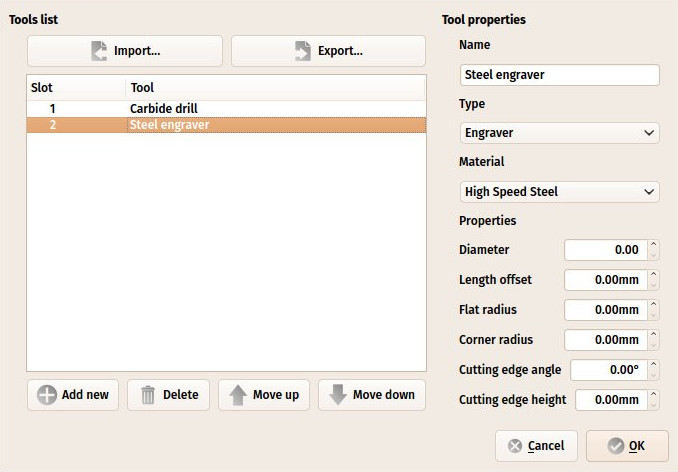 Tools list
Import...
Export...
Slot Tool
1 Carbide drill
2 Steel engraver
Add new
Delete
Move up
Move down
Tool properties
Name
Steel engraver
Type
Engraver
Material
High Speed Steel
Properties
Diameter 0.00
Length offset 0.00mm
Flat radius 0.00mm
Corner radius 0.00mm
Cutting edge angle 0.00°
Cutting edge height 0.00mm
Cancel
OK